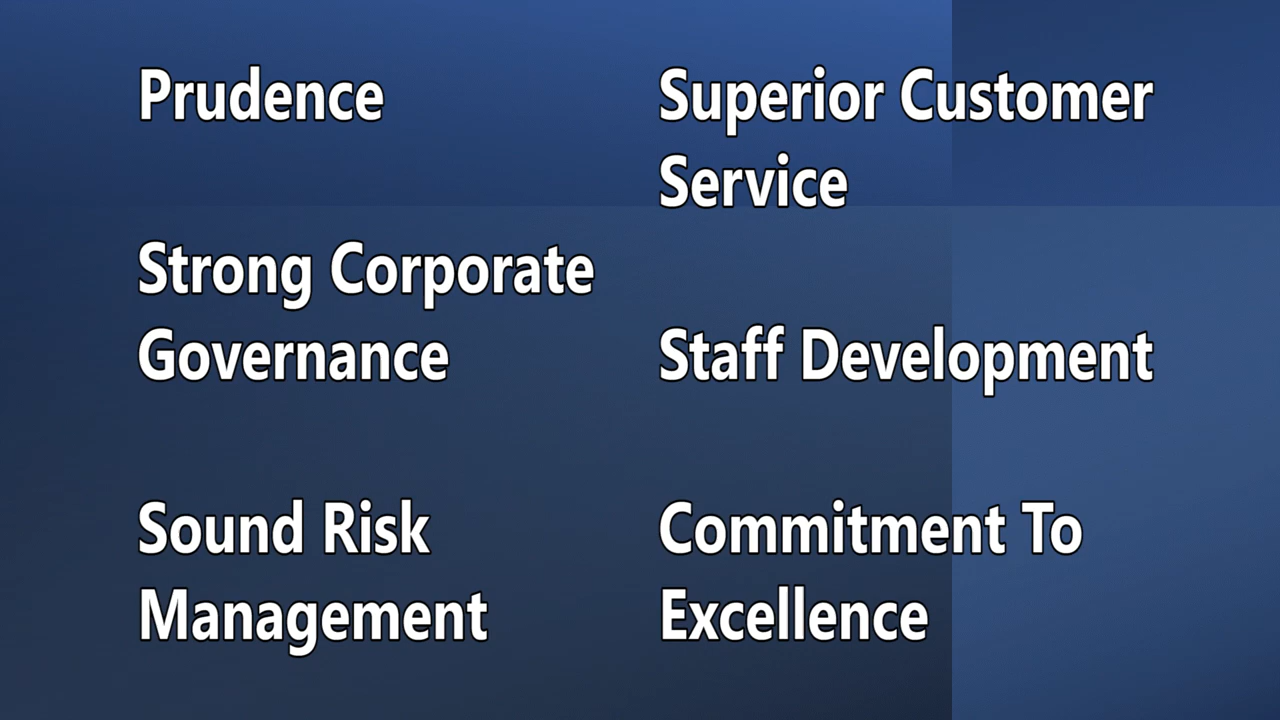 Prudence
Strong Corporate
Governance
Sound Risk
Management
Superior Customer
Service
Staff Development
Commitment To
Excellence